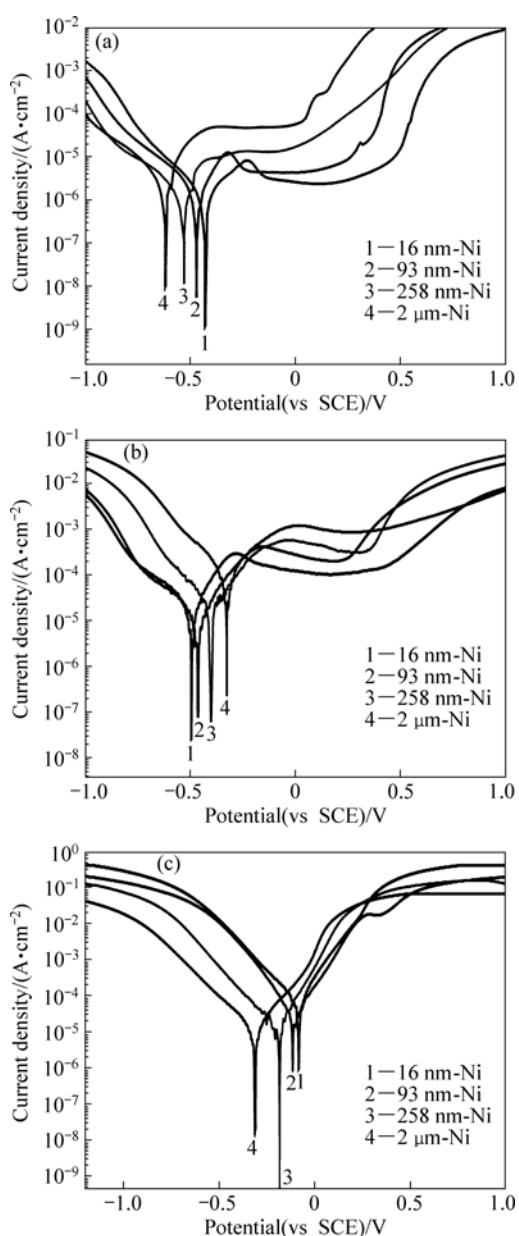 (a)
10⁻²
10⁻³
10⁻⁴
10⁻⁵
10⁻⁶
10⁻⁷
10⁻⁸
10⁻⁹
Current density/(A•cm⁻²)
1—16 nm-Ni
2—93 nm-Ni
3—258 nm-Ni
4—2 μm-Ni
4 3 2 1
−1.0 −0.5 0 0.5 1.0
Potential(vs SCE)/V
(b)
10⁻¹
10⁻²
10⁻³
10⁻⁴
10⁻⁵
10⁻⁶
10⁻⁷
10⁻⁸
Current density/(A•cm⁻²)
1—16 nm-Ni
2—93 nm-Ni
3—258 nm-Ni
4—2 μm-Ni
1 2 3 4
−1.0 −0.5 0 0.5 1.0
Potential(vs SCE)/V
(c)
10⁰
10⁻¹
10⁻²
10⁻³
10⁻⁴
10⁻⁵
10⁻⁶
10⁻⁷
10⁻⁸
10⁻⁹
Current density/(A•cm⁻²)
1—16 nm-Ni
2—93 nm-Ni
3—258 nm-Ni
4—2 μm-Ni
4 3 2 1
−1.0 −0.5 0 0.5 1.0
Potential(vs SCE)/V